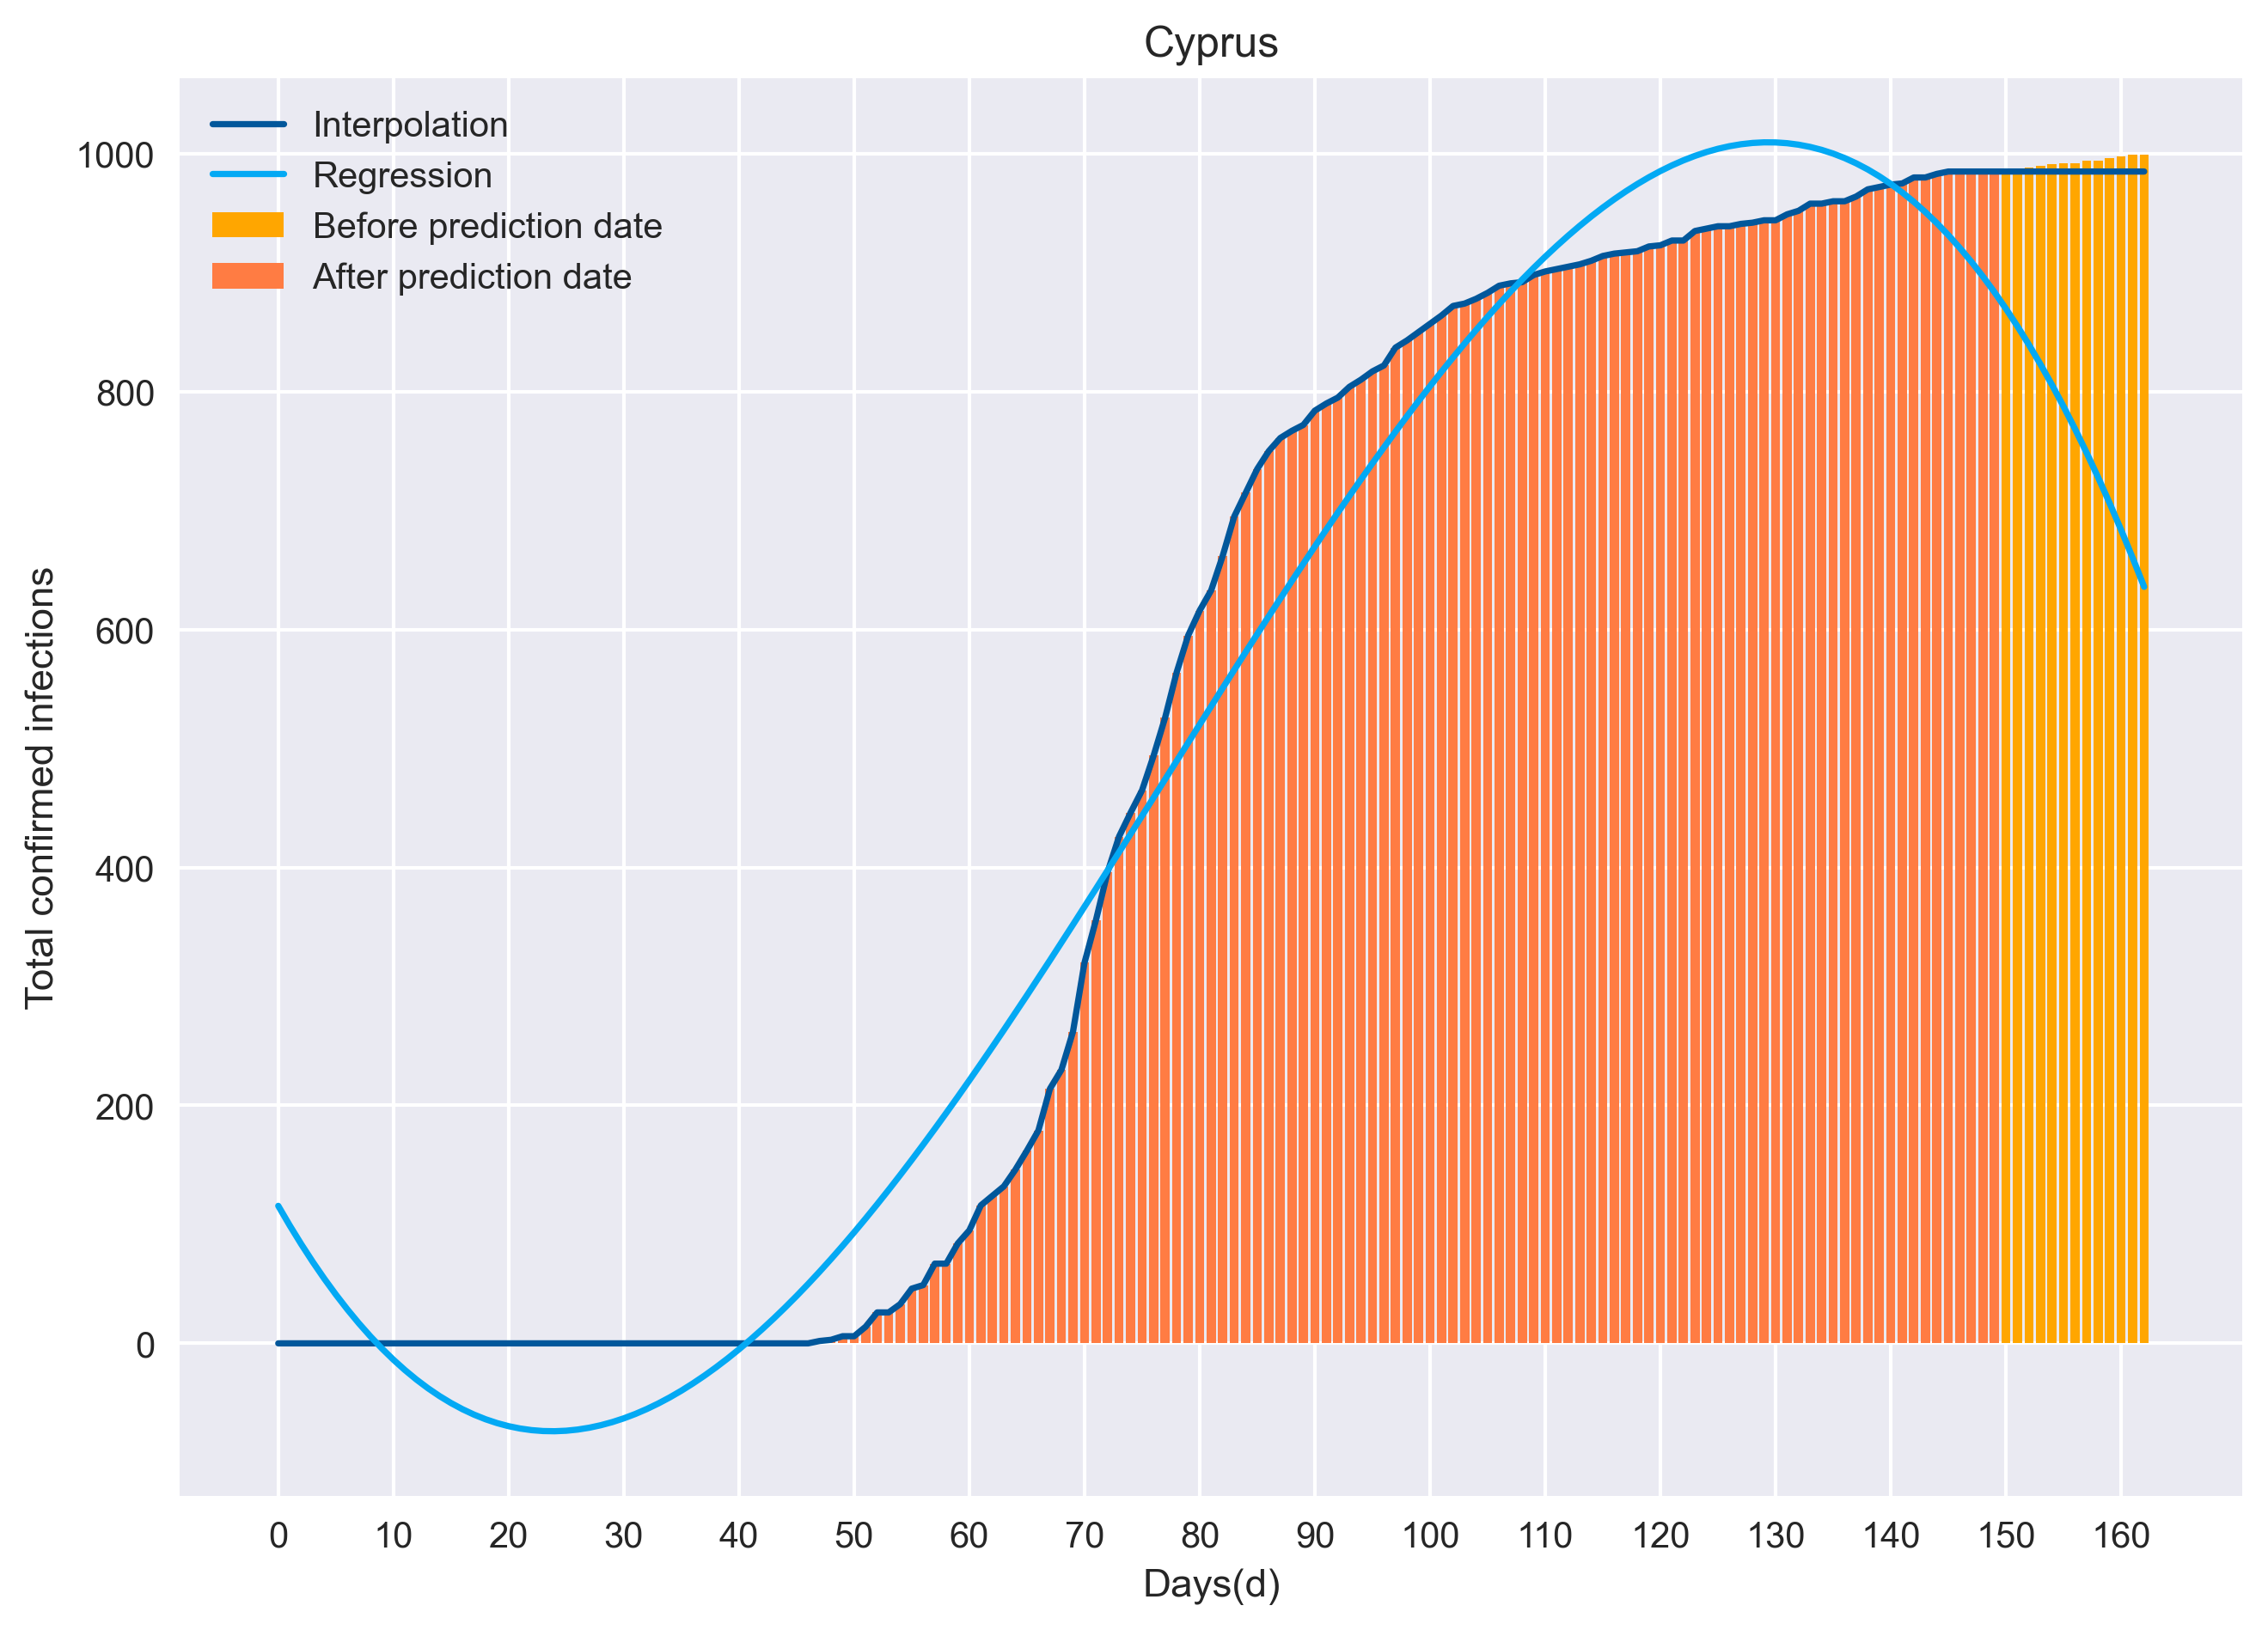 Cyprus
Interpolation
Regression
Before prediction date
After prediction date
1000
800
600
400
200
0
Total confirmed infections
0 10 20 30 40 50 60 70 80 90 100 110 120 130 140 150 160
Days(d)